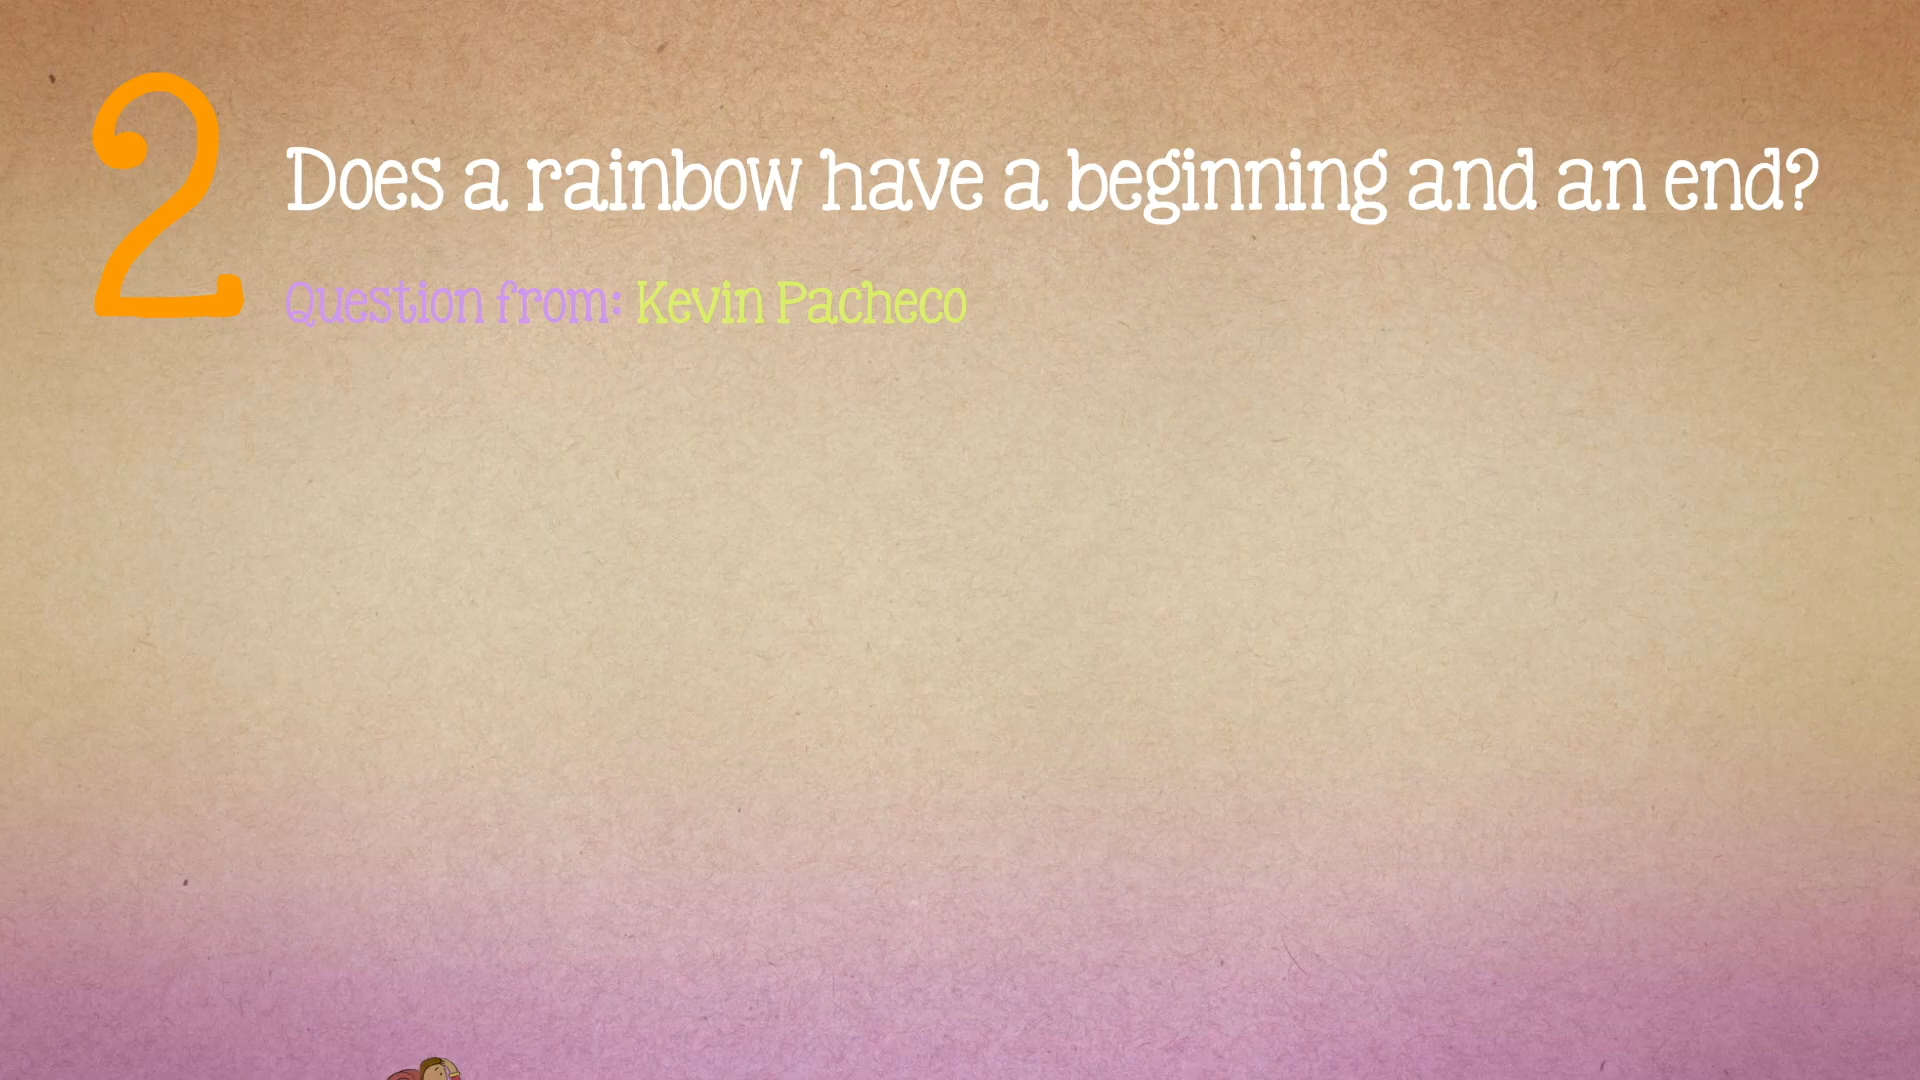 2
Does a rainbow have a beginning and an end?
Question from: Kevin Pacheco